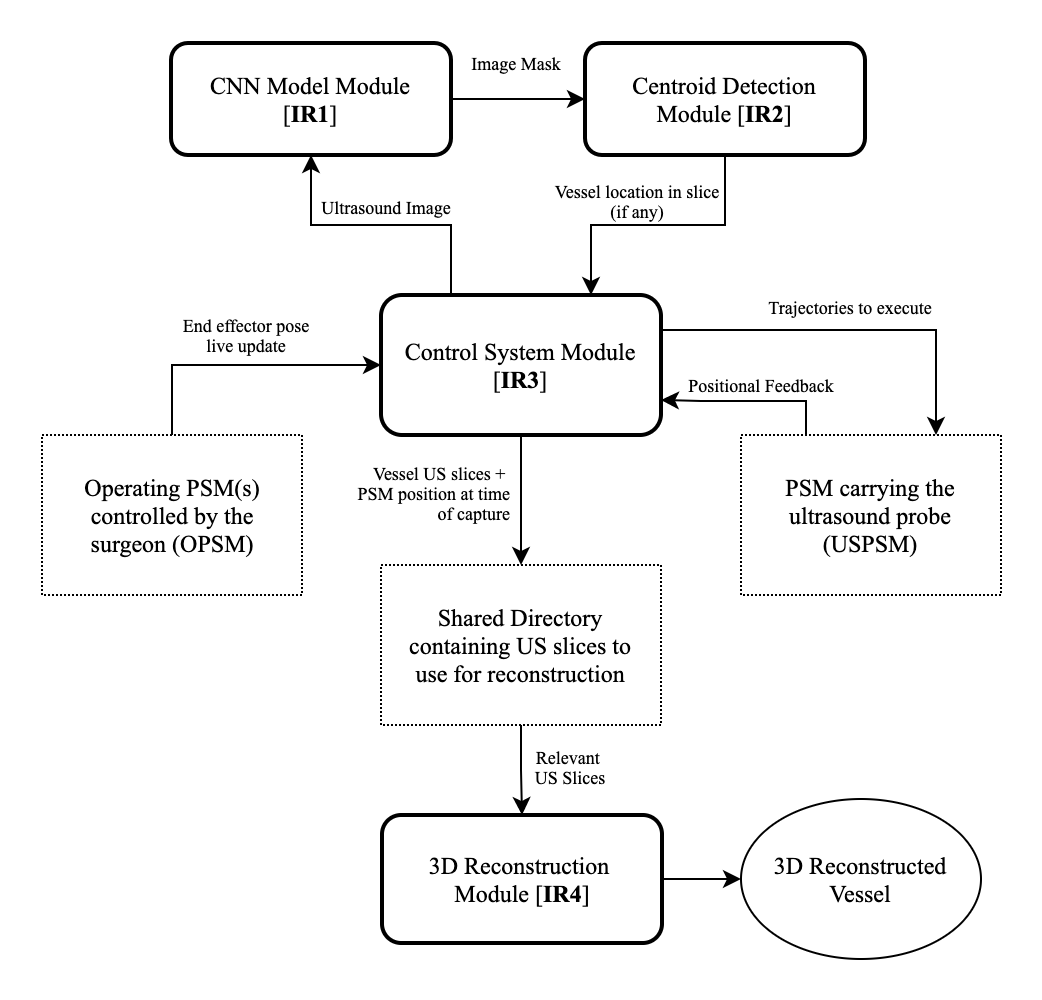 CNN Model Module
[IR1]
Image Mask
Centroid Detection
Module [IR2]
Ultrasound Image
Vessel location in slice
(if any)
End effector pose
live update
Control System Module
[IR3]
Trajectories to execute
Positional Feedback
Operating PSM(s)
controlled by the
surgeon (OPSM)
Vessel US slices +
PSM position at time
of capture
PSM carrying the
ultrasound probe
(USPSM)
Shared Directory
containing US slices to
use for reconstruction
Relevant
US Slices
3D Reconstruction
Module [IR4]
3D Reconstructed
Vessel